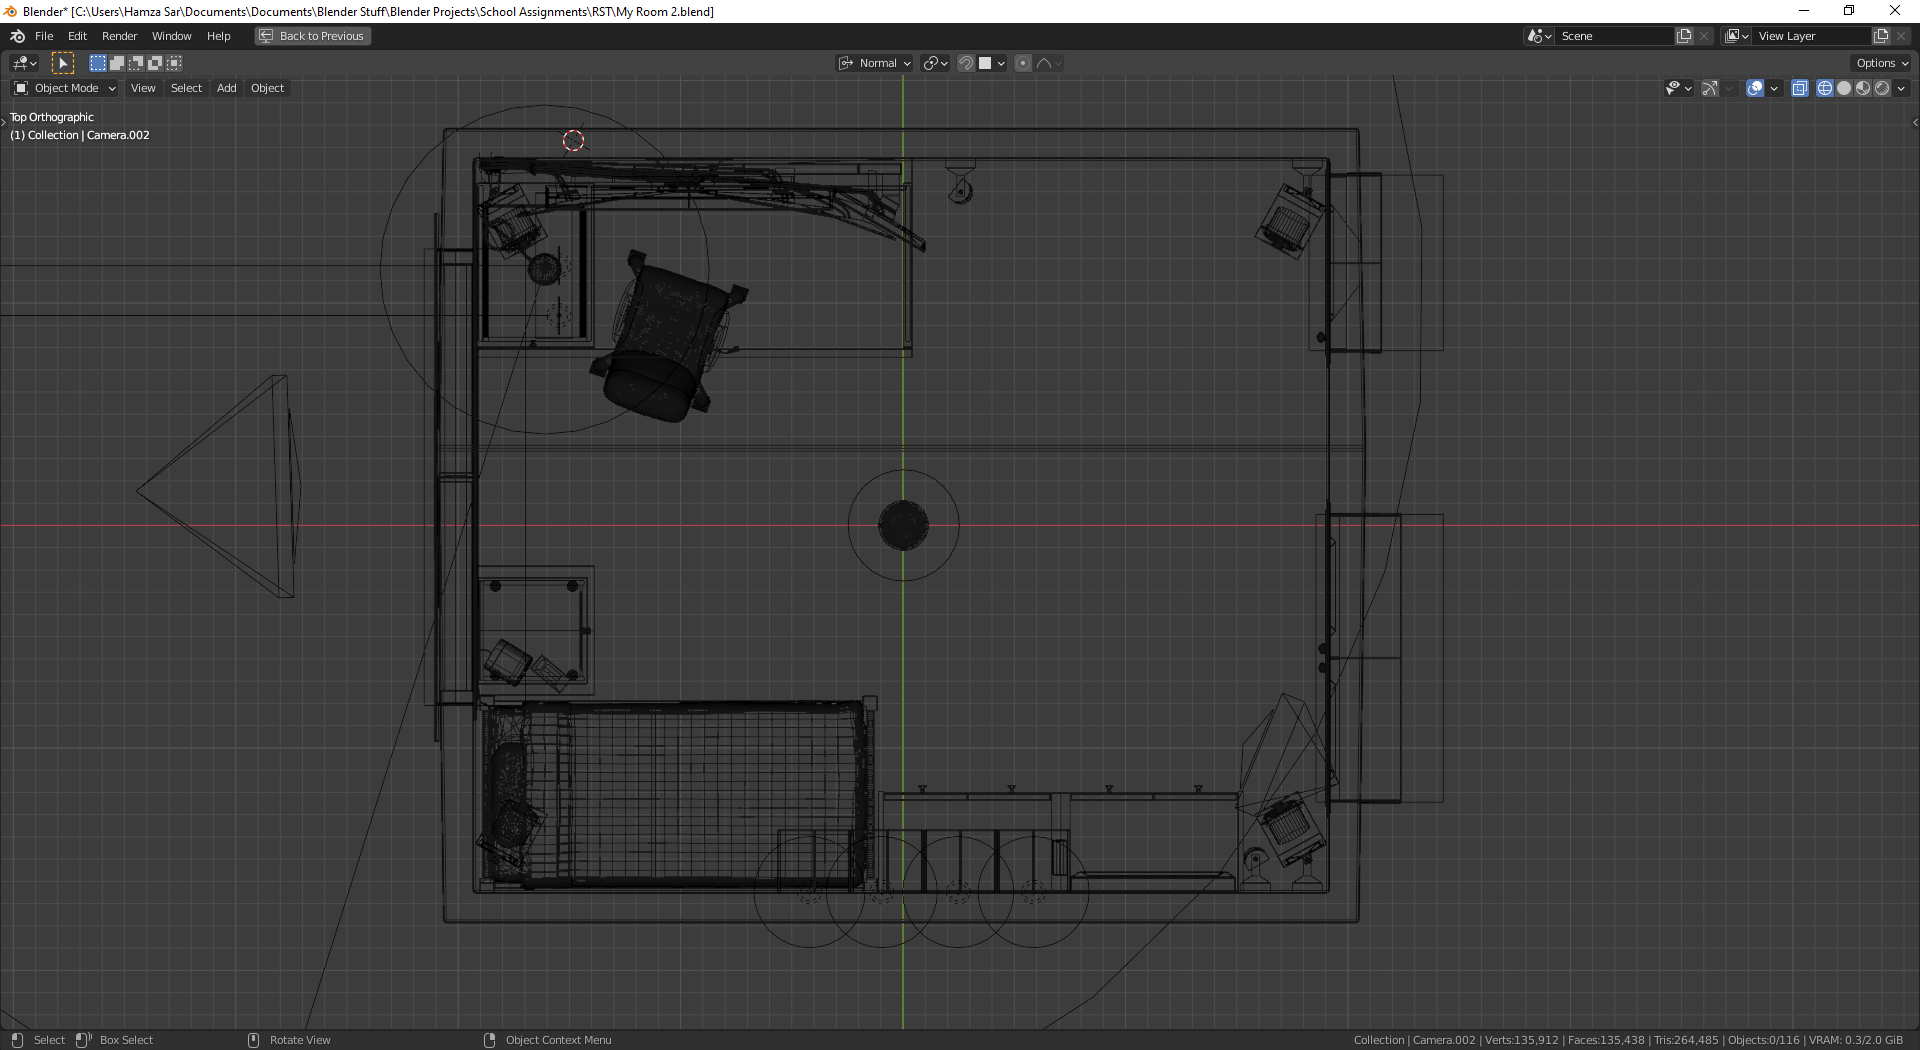 Blender* [C:\Users\Hamza Sar\Documents\Documents\Blender Stuff\Blender Projects\School Assignments\RST\My Room 2.blend]
File Edit Render Window Help Back to Previous Scene View Layer
Normal Options
Object Mode View Select Add Object
Top Orthographic
(1) Collection | Camera.002
Select Box Select Rotate View Object Context Menu Collection | Camera.002 | Verts:135,912 | Faces:135,438 | Tris:264,485 | Objects:0/116 | VRAM: 0.3/2.0 GiB